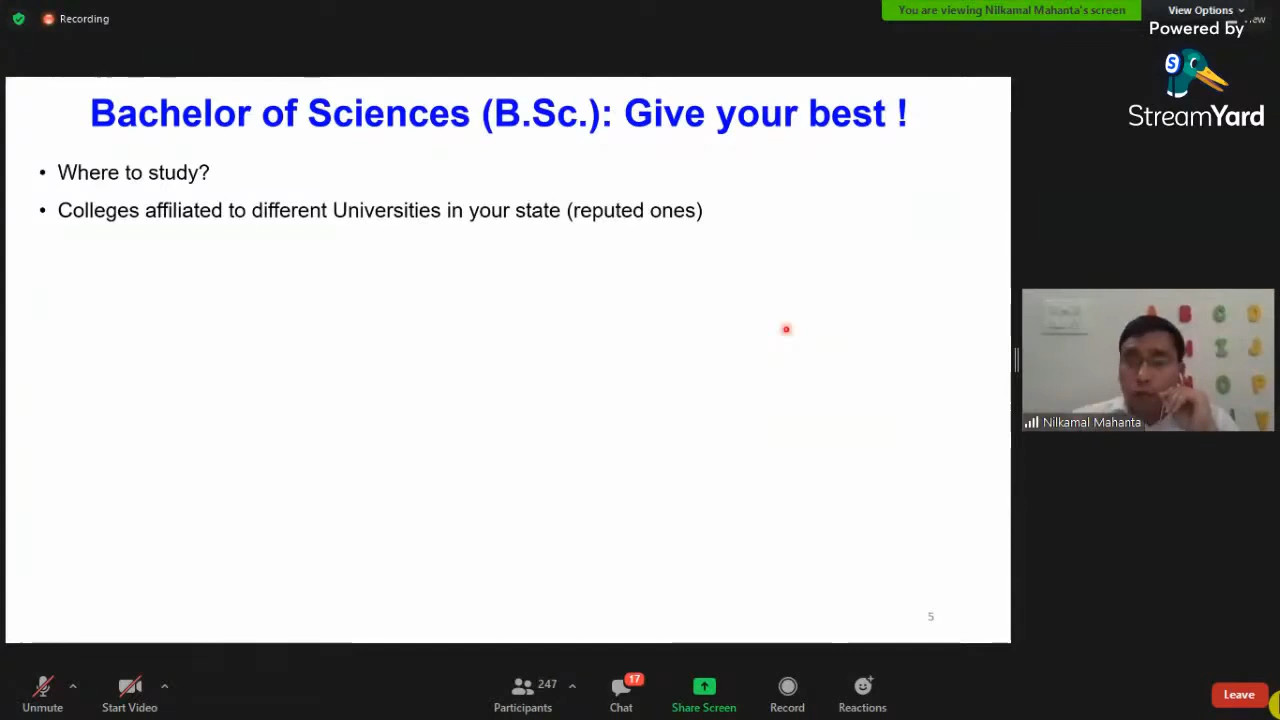 Recording
You are viewing Nilkamal Mahanta's screen
View Options
View
Powered by
S
StreamYard
Bachelor of Sciences (B.Sc.): Give your best !
• Where to study?
• Colleges affiliated to different Universities in your state (reputed ones)
5
A B C D
I J
O P
V
Nilkamal Mahanta
Unmute
Start Video
247
Participants
17
Chat
Share Screen
Record
Reactions
Leave